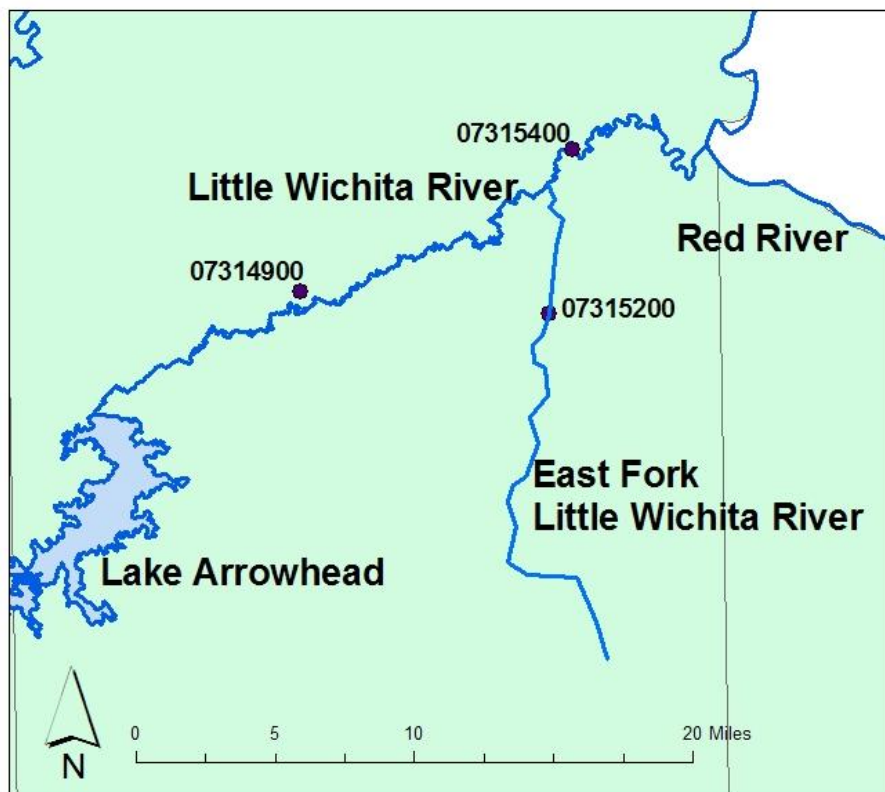 07315400
Little Wichita River
Red River
07314900
07315200
East Fork
Little Wichita River
Lake Arrowhead
N
0 5 10 20 Miles